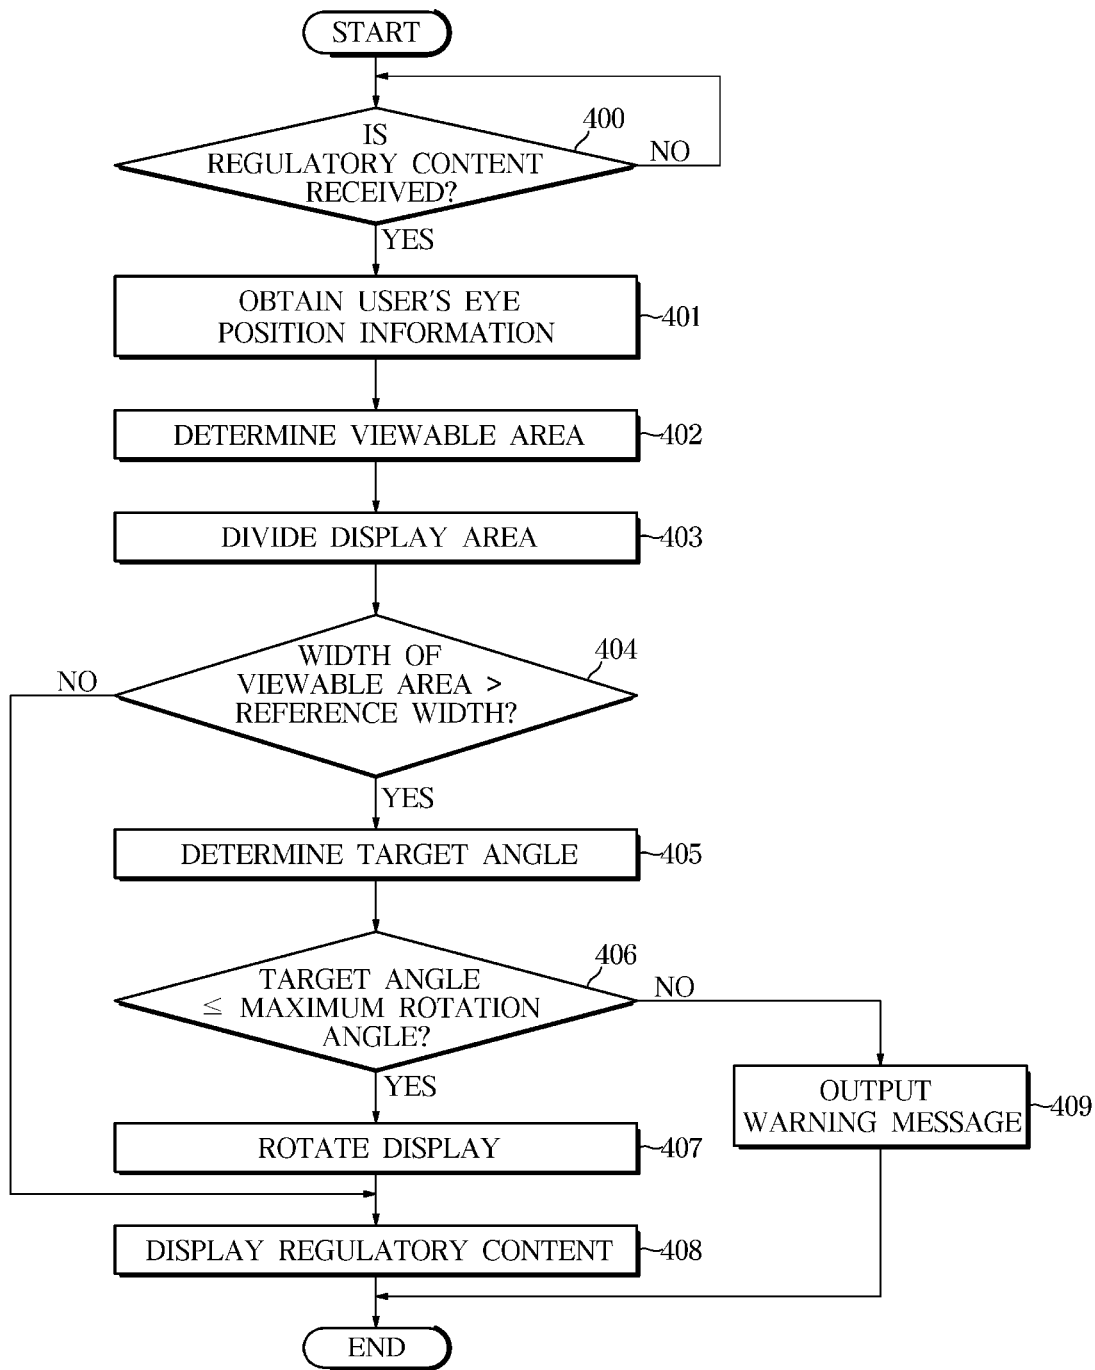 START
IS
REGULATORY CONTENT
RECEIVED?
400
NO
YES
OBTAIN USER'S EYE
POSITION INFORMATION
401
DETERMINE VIEWABLE AREA
402
DIVIDE DISPLAY AREA
403
WIDTH OF
VIEWABLE AREA >
REFERENCE WIDTH?
404
NO
YES
DETERMINE TARGET ANGLE
405
TARGET ANGLE
≤ MAXIMUM ROTATION
ANGLE?
406
NO
YES
OUTPUT
WARNING MESSAGE
409
ROTATE DISPLAY
407
DISPLAY REGULATORY CONTENT
408
END